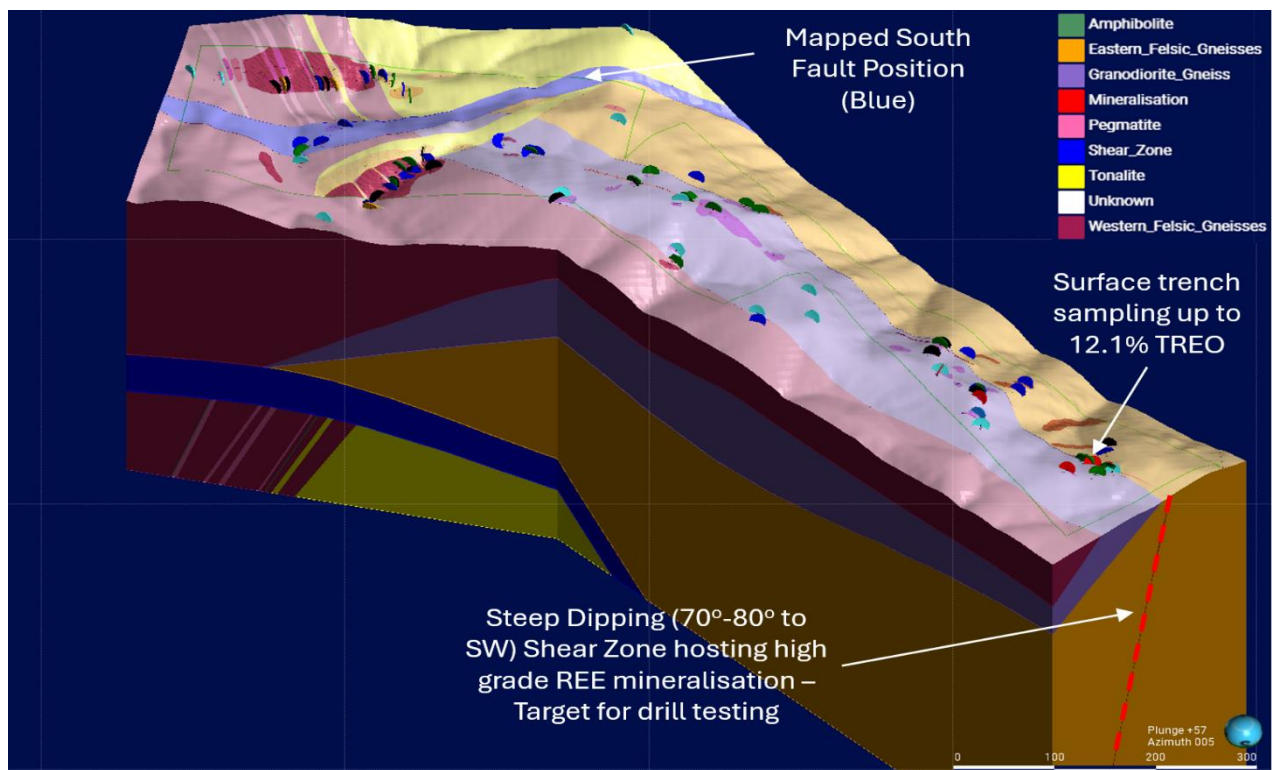 Mapped South
Fault Position
(Blue)
Amphibolite
Eastern_Felsic_Gneisses
Granodiorite_Gneiss
Mineralisation
Pegmatite
Shear_Zone
Tonalite
Unknown
Western_Felsic_Gneisses
Surface trench
sampling up to
12.1% TREO
Steep Dipping (70º-80º to
SW) Shear Zone hosting high
grade REE mineralisation –
Target for drill testing
Plunge +57
Azimuth 005
0 100 200 300